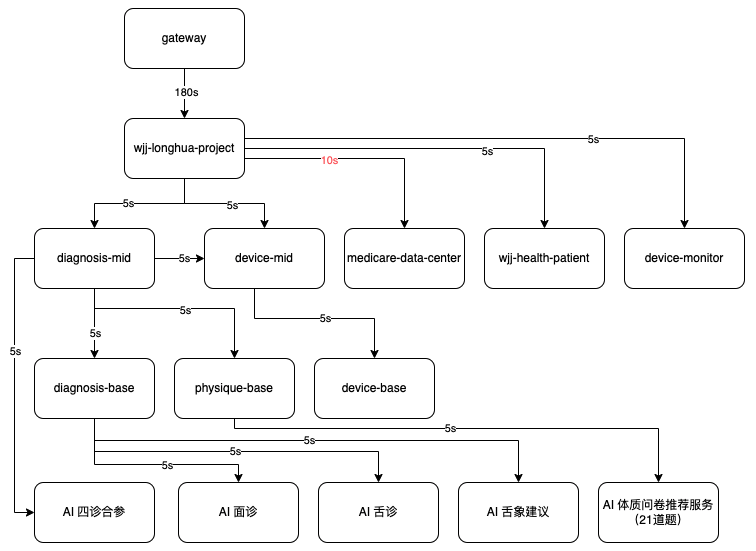 gateway
180s
wjj-longhua-project
5s
5s
10s
5s
5s
diagnosis-mid
5s
device-mid
medicare-data-center
wjj-health-patient
device-monitor
5s
5s
5s
5s
diagnosis-base
physique-base
device-base
5s
5s
5s
5s
AI 四诊合参
AI 面诊
AI 舌诊
AI 舌象建议
AI 体质问卷推荐服务
（21道题）